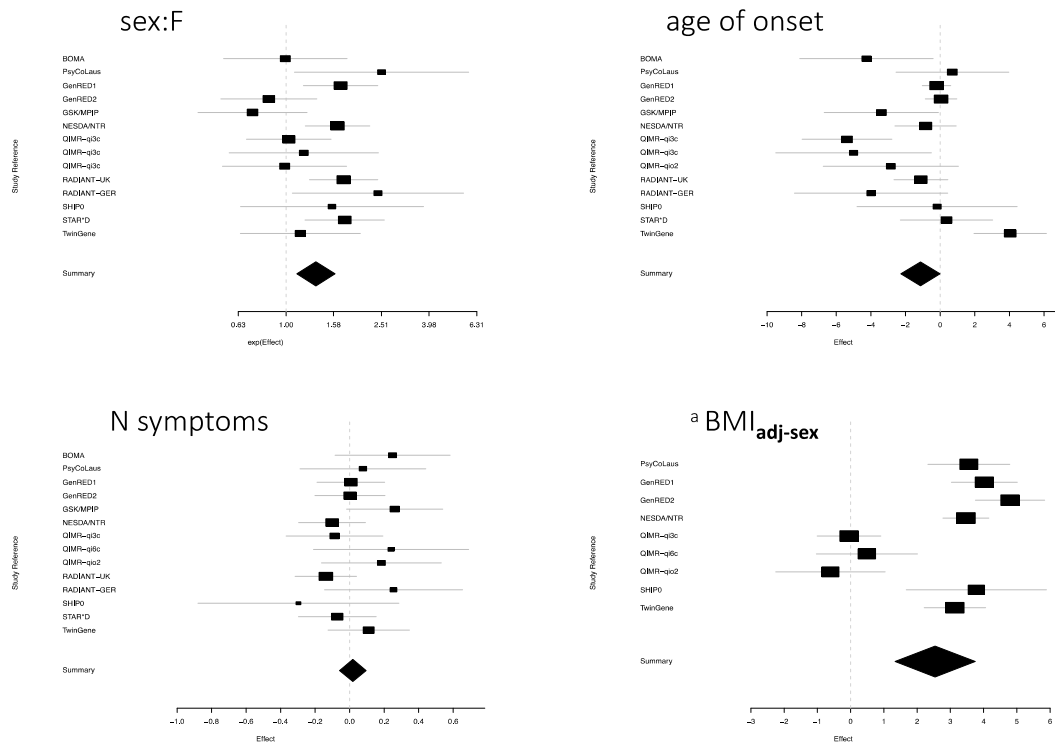 sex:F
Study Reference
BOMA
PsyCoLaus
GenRED1
GenRED2
GSK/MPIP
NESDA/NTR
QIMR−qi3c
QIMR−qi3c
QIMR−qi3c
RADIANT−UK
RADIANT−GER
SHIP0
STAR*D
TwinGene
Summary
0.63 1.00 1.58 2.51 3.98 6.31
exp(Effect)
age of onset
Study Reference
BOMA
PsyCoLaus
GenRED1
GenRED2
GSK/MPIP
NESDA/NTR
QIMR−qi3c
QIMR−qi3c
QIMR−qio2
RADIANT−UK
RADIANT−GER
SHIP0
STAR*D
TwinGene
Summary
−10 −8 −6 −4 −2 0 2 4 6
Effect
N symptoms
Study Reference
BOMA
PsyCoLaus
GenRED1
GenRED2
GSK/MPIP
NESDA/NTR
QIMR−qi3c
QIMR−qi6c
QIMR−qio2
RADIANT−UK
RADIANT−GER
SHIP0
STAR*D
TwinGene
Summary
−1.0 −0.8 −0.6 −0.4 −0.2 0.0 0.2 0.4 0.6
Effect
a BMI adj-sex
Study Reference
PsyCoLaus
GenRED1
GenRED2
NESDA/NTR
QIMR−qi3c
QIMR−qi6c
QIMR−qio2
SHIP0
TwinGene
Summary
−3 −2 −1 0 1 2 3 4 5 6
Effect